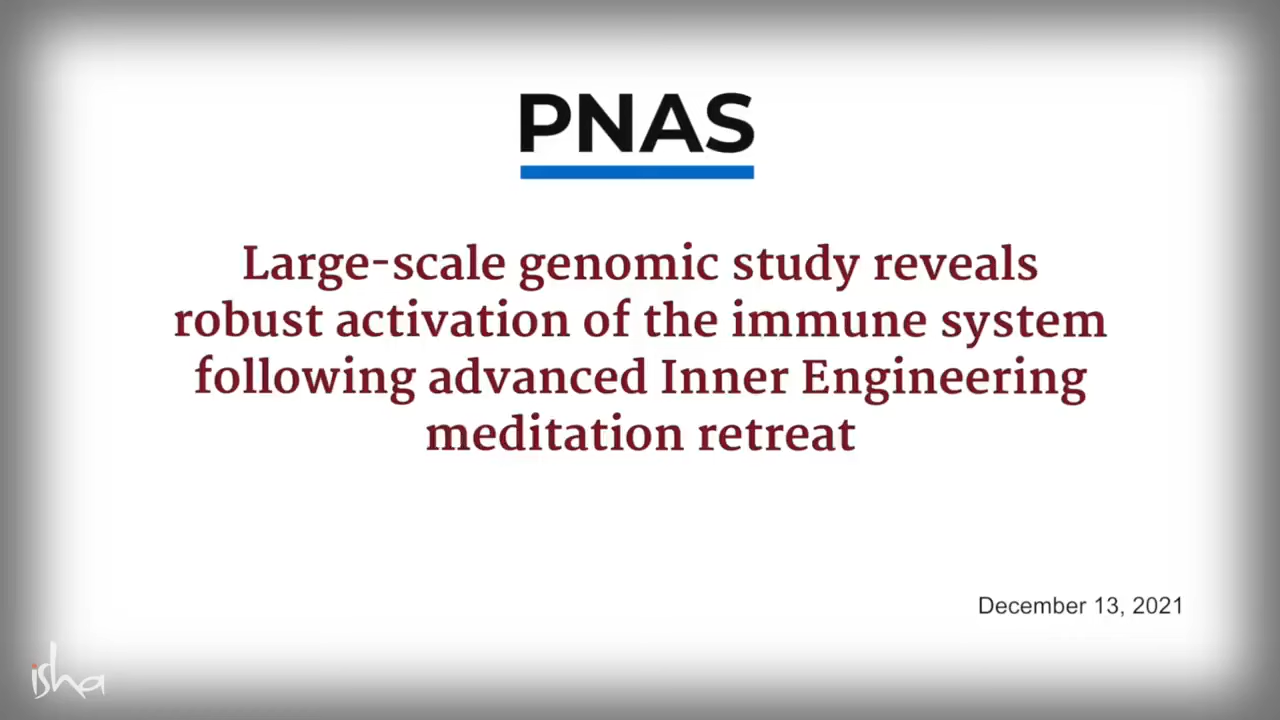 PNAS
Large-scale genomic study reveals
robust activation of the immune system
following advanced Inner Engineering
meditation retreat
December 13, 2021
isha